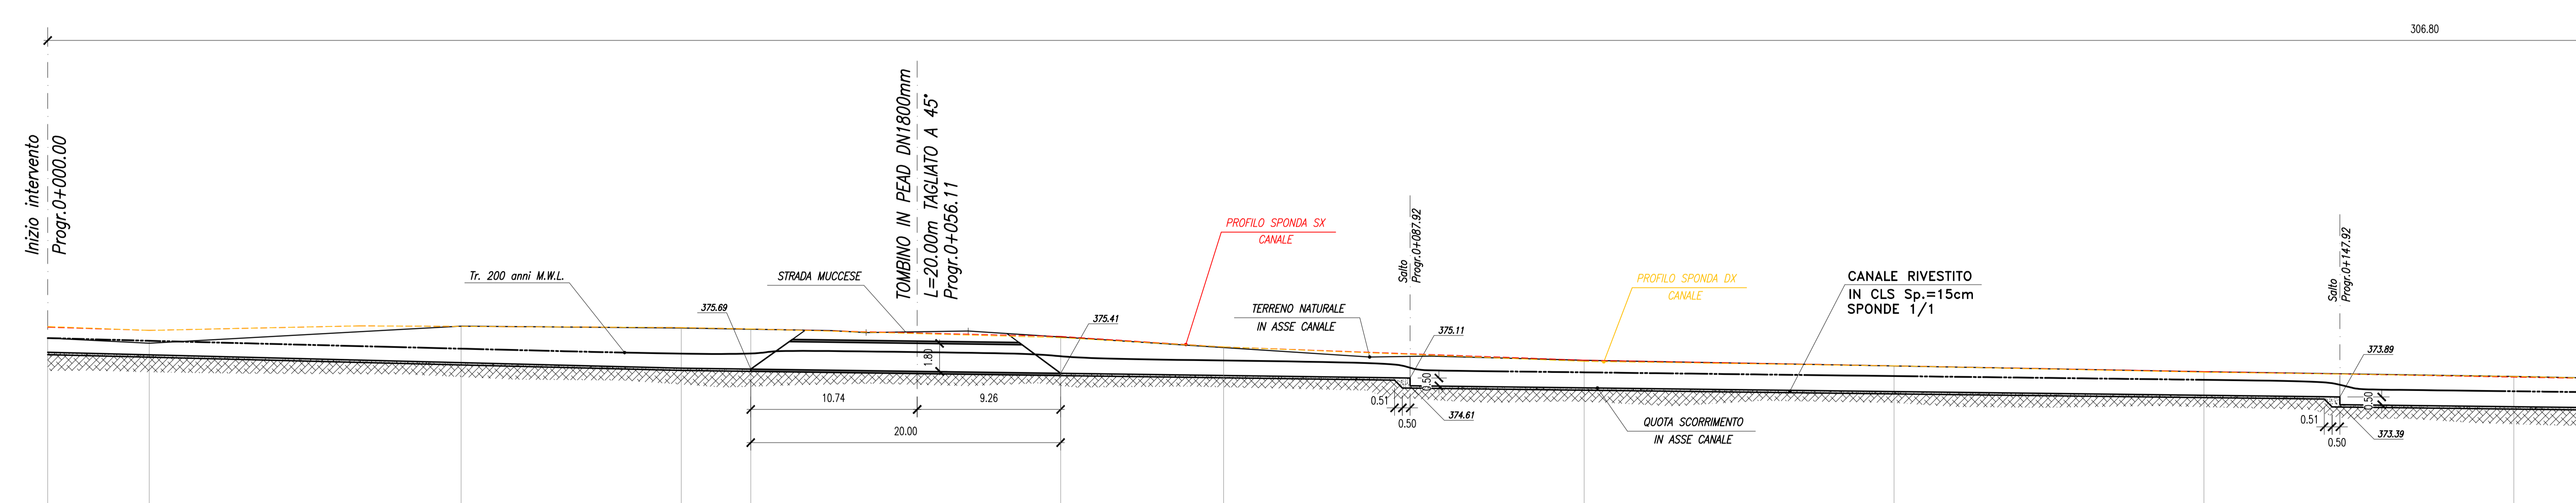 306.80
Inizio intervento
Progr.0+000.00
Tr. 200 anni M.W.L.
375.69
STRADA MUCCESE
TOMBINO IN PEAD DN1800mm
L=20.00m TAGLIATO A 45°
Progr.0+056.11
1.80
10.74
9.26
20.00
375.41
PROFILO SPONDA SX
CANALE
TERRENO NATURALE
IN ASSE CANALE
Salto
Progr.0+087.92
375.11
0.50
0.51
0.50
374.61
PROFILO SPONDA DX
CANALE
QUOTA SCORRIMENTO
IN ASSE CANALE
CANALE RIVESTITO
IN CLS Sp.=15cm
SPONDE 1/1
Salto
Progr.0+147.92
373.89
0.50
0.51
0.50
373.39